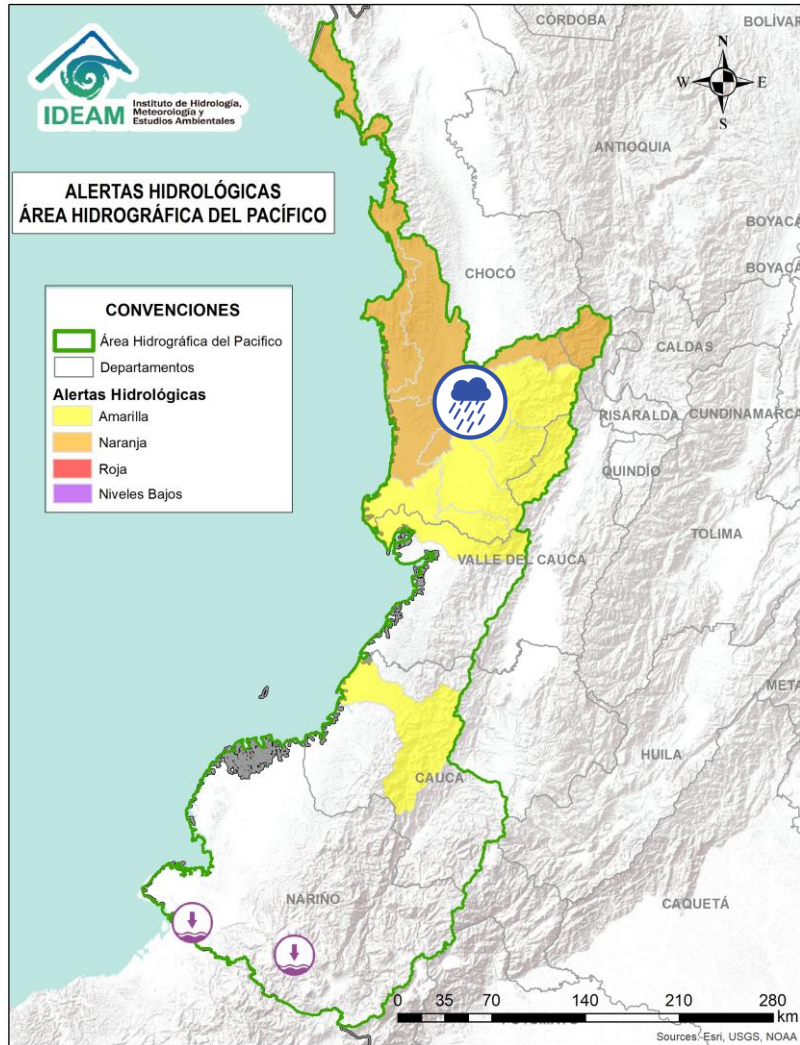 CÓRDOBA
BOLÍVAR
IDEAM
Instituto de Hidrología,
Meteorología y
Estudios Ambientales
N
W E
S
ANTIOQUIA
ALERTAS HIDROLÓGICAS
ÁREA HIDROGRÁFICA DEL PACÍFICO
BOYACÁ
BOYACÁ
CHOCÓ
CONVENCIONES
Área Hidrográfica del Pacifico
Departamentos
Alertas Hidrológicas
Amarilla
Naranja
Roja
Niveles Bajos
CALDAS
RISARALDA
CUNDINAMARCA
QUINDÍO
TOLIMA
VALLE DEL CAUCA
META
HUILA
CAUCA
NARIÑO
CAQUETÁ
0 35 70 140 210 280
km
Sources: Esri, USGS, NOAA